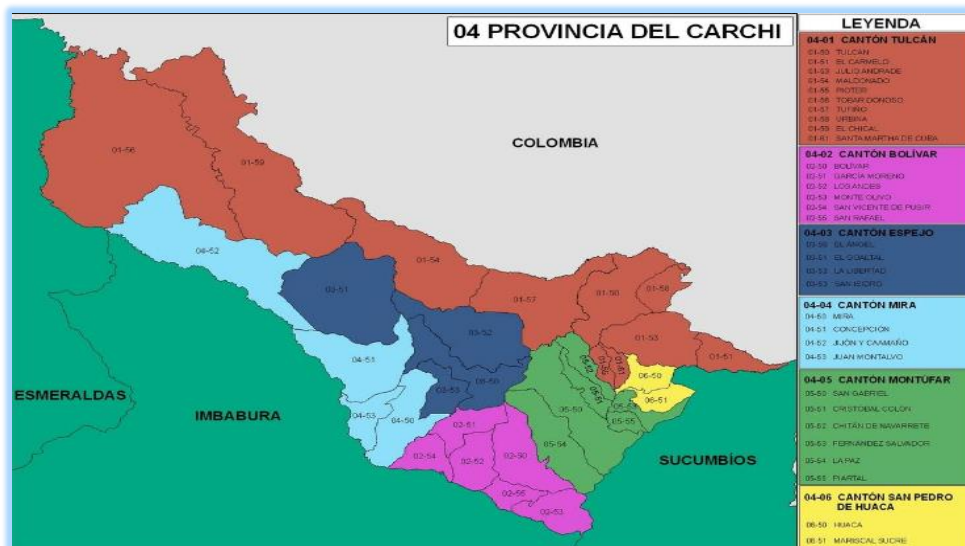 04 PROVINCIA DEL CARCHI
COLOMBIA
ESMERALDAS
IMBABURA
SUCUMBÍOS
01-56
01-59
04-52
03-51
01-54
01-57
01-50
01-58
01-53
01-51
03-52
04-51
03-53
03-50
04-53
04-50
05-52
05-51
01-61
06-50
06-51
05-50
05-55
05-54
02-51
02-54
02-52
02-50
02-55
02-53
LEYENDA
04-01 CANTÓN TULCÁN
01-50 TULCÁN
01-51 EL CARMELO
01-53 JULIO ANDRADE
01-54 MALDONADO
01-55 PIOTER
01-56 TOBAR DONOSO
01-57 TUFIÑO
01-58 URBINA
01-59 EL CHICAL
01-61 SANTA MARTHA DE CUBA
04-02 CANTÓN BOLÍVAR
02-50 BOLÍVAR
02-51 GARCÍA MORENO
02-52 LOS ANDES
02-53 MONTE OLIVO
02-54 SAN VICENTE DE PUSIR
02-55 SAN RAFAEL
04-03 CANTÓN ESPEJO
03-50 EL ÁNGEL
03-51 EL GOALTAL
LA LIBERTAD
03-53 SAN ISIDRO
04-04 CANTÓN MIRA
04-50 MIRA
04-51 CONCEPCIÓN
JIJÓN Y CAAMAÑO
04-53 JUAN MONTALVO
04-05 CANTÓN MONTÚFAR
05-50 SAN GABRIEL
05-51 CRISTOBAL COLÓN
05-52 CHITÁN DE NAVARRETE
05-53 FERNÁNDEZ SALVADOR
05-54 LA PAZ
05-55 PIARTAL
04-06 CANTÓN SAN PEDRO
DE HUACA
06-50 HUACA
06-51 MARISCAL SUCRE